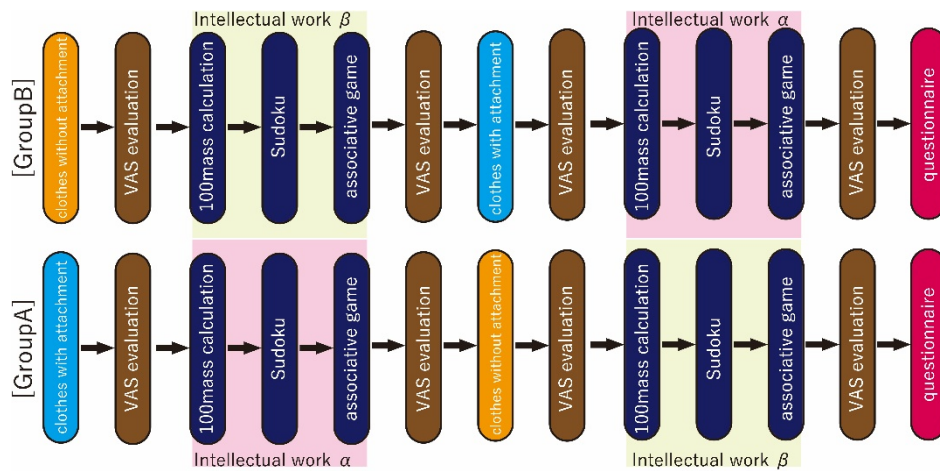 Intellectual work β
Intellectual work α
[GroupB]
clothes without attachment
VAS evaluation
100mass calculation
Sudoku
associative game
VAS evaluation
clothes with attachment
VAS evaluation
100mass calculation
Sudoku
associative game
VAS evaluation
questionnaire
[GroupA]
clothes with attachment
VAS evaluation
100mass calculation
Sudoku
associative game
VAS evaluation
clothes without attachment
VAS evaluation
100mass calculation
Sudoku
associative game
VAS evaluation
questionnaire
Intellectual work α
Intellectual work β